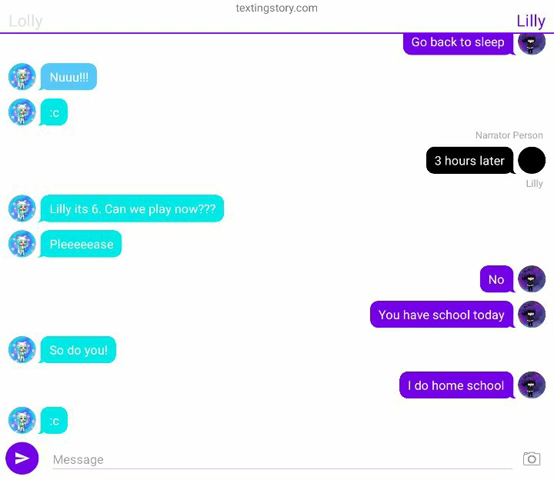 textingstory.com
Lolly
Lilly
Go back to sleep
Nuuu!!!
:c
Narrator Person
3 hours later
Lilly
Lilly its 6. Can we play now???
Pleeeeease
No
You have school today
So do you!
I do home school
:c
Message